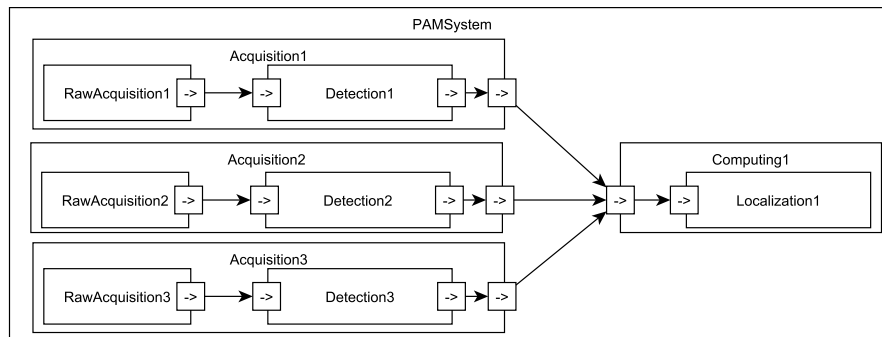 PAMSystem
Acquisition1
RawAcquisition1 -> -> Detection1 -> ->
Acquisition2
RawAcquisition2 -> -> Detection2 -> ->
Acquisition3
RawAcquisition3 -> -> Detection3 -> ->
Computing1
-> -> Localization1